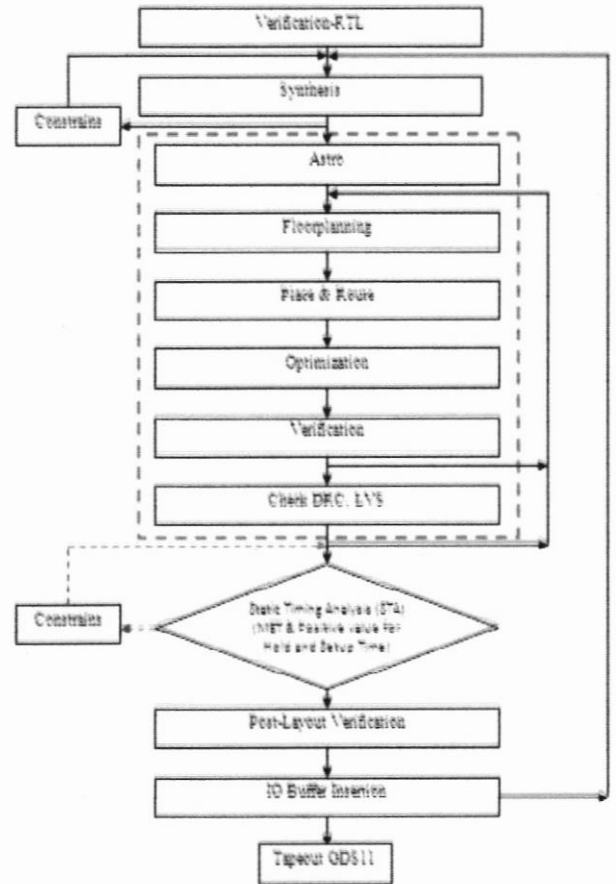 Verification-RTL
Synthesis
Constrains
Astro
Floorplanning
Place & Route
Optimization
Verification
Check DRC, LVS
Static Timing Analysis (STA)
(MET & Positive value for
Hold and Setup Time)
Constrains
Post-Layout Verification
IO Buffer Insertion
Tapeout GDS11